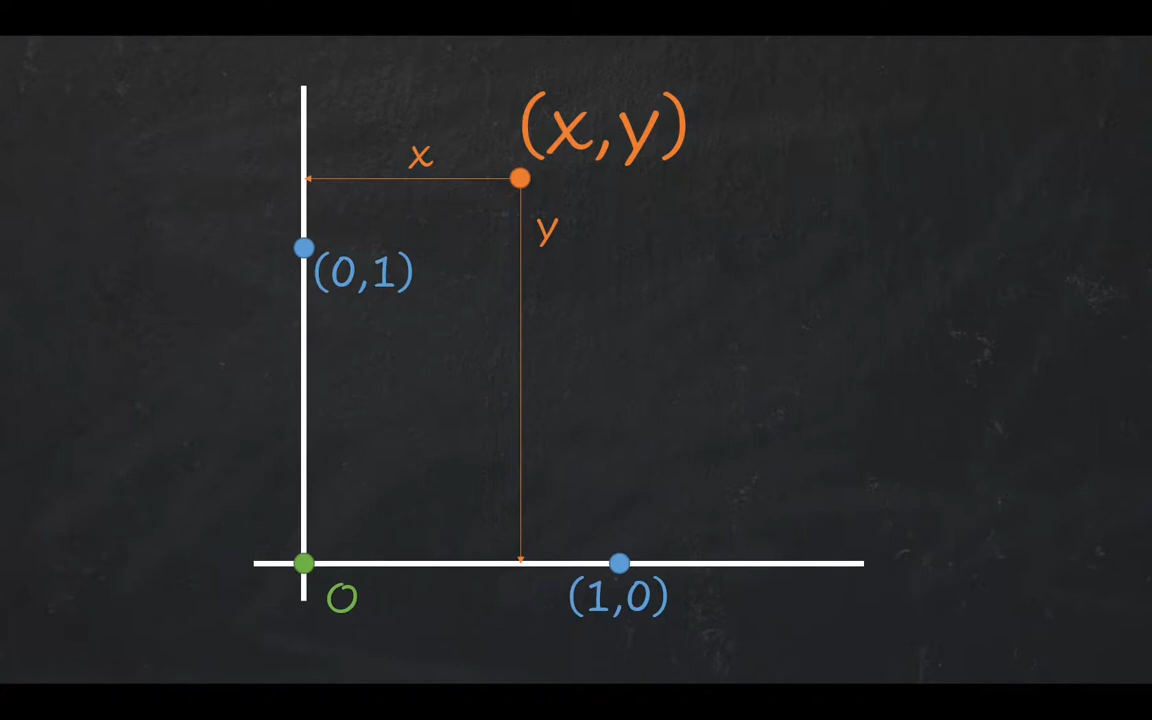 (x,y)
x
y
(0,1)
O
(1,0)